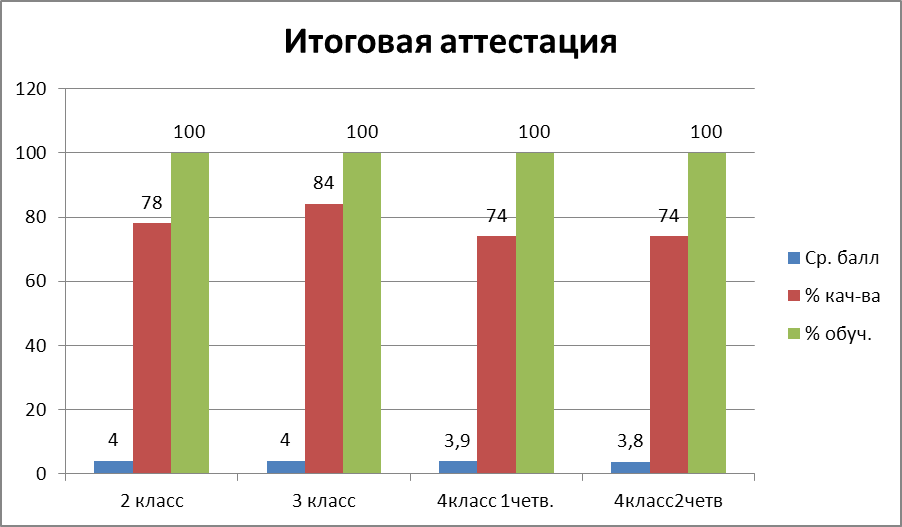 Итоговая аттестация
120
100
80
60
40
20
0
4
78
100
4
84
100
3,9
74
100
3,8
74
100
2 класс
3 класс
4класс 1четв.
4класс2четв
Ср. балл
% кач-ва
% обуч.